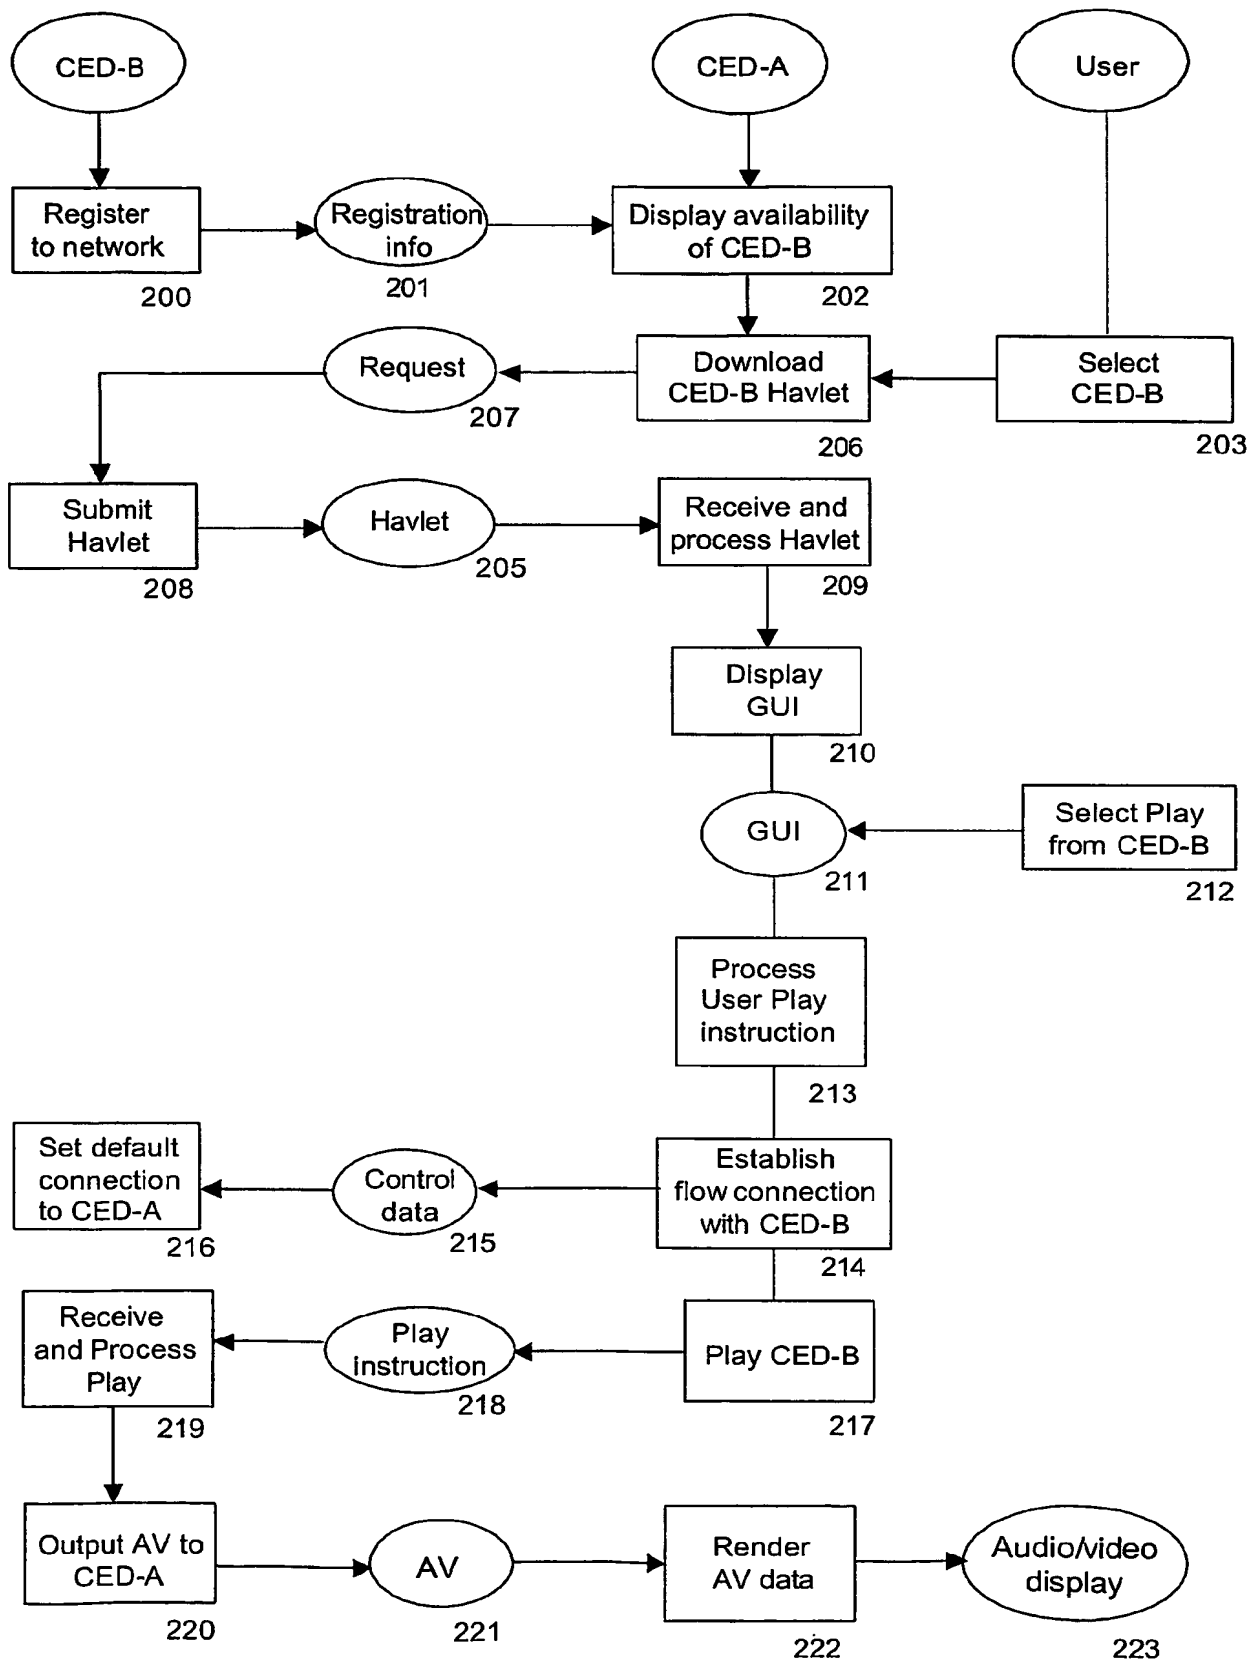 CED-B
CED-A
User
Register
to network
200
Registration
info
201
Display availability
of CED-B
202
Request
207
Download
CED-B Havlet
206
Select
CED-B
203
Submit
Havlet
208
Havlet
205
Receive and
process Havlet
209
Display
GUI
210
GUI
211
Select Play
from CED-B
212
Process
User Play
instruction
213
Set default
connection
to CED-A
216
Control
data
215
Establish
flow connection
with CED-B
214
Receive
and Process
Play
219
Play
instruction
218
Play CED-B
217
Output AV to
CED-A
220
AV
221
Render
AV data
222
Audio/video
display
223